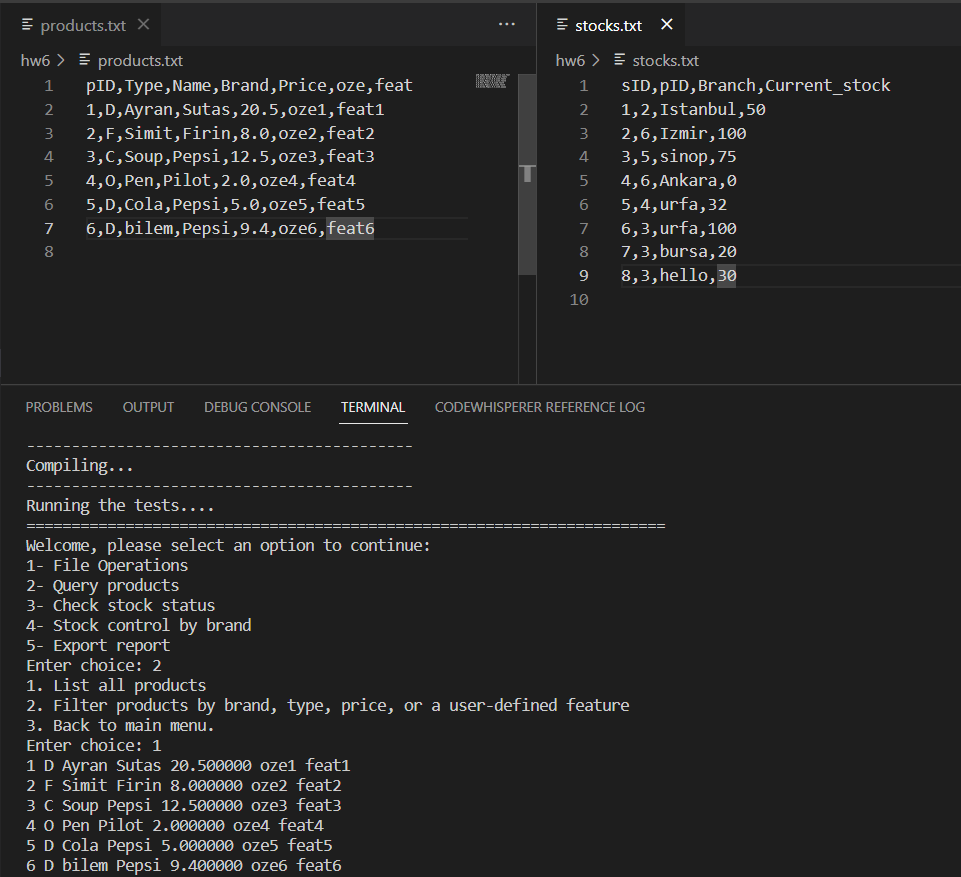 products.txt
hw6 > products.txt
1 pID,Type,Name,Brand,Price,oze,feat
2 1,D,Ayran,Sutas,20.5,oze1,feat1
3 2,F,Simit,Firin,8.0,oze2,feat2
4 3,C,Soup,Pepsi,12.5,oze3,feat3
5 4,O,Pen,Pilot,2.0,oze4,feat4
6 5,D,Cola,Pepsi,5.0,oze5,feat5
7 6,D,bilem,Pepsi,9.4,oze6,feat6
8
stocks.txt
hw6 > stocks.txt
1 sID,pID,Branch,Current_stock
2 1,2,Istanbul,50
3 2,6,Izmir,100
4 3,5,sinop,75
5 4,6,Ankara,0
6 5,4,urfa,32
7 6,3,urfa,100
8 7,3,bursa,20
9 8,3,hello,30
10
PROBLEMS OUTPUT DEBUG CONSOLE TERMINAL CODEWHISPERER REFERENCE LOG
-------------------------------------------
Compiling...
-------------------------------------------
Running the tests....
=======================================================================
Welcome, please select an option to continue:
1- File Operations
2- Query products
3- Check stock status
4- Stock control by brand
5- Export report
Enter choice: 2
1. List all products
2. Filter products by brand, type, price, or a user-defined feature
3. Back to main menu.
Enter choice: 1
1 D Ayran Sutas 20.500000 oze1 feat1
2 F Simit Firin 8.000000 oze2 feat2
3 C Soup Pepsi 12.500000 oze3 feat3
4 O Pen Pilot 2.000000 oze4 feat4
5 D Cola Pepsi 5.000000 oze5 feat5
6 D bilem Pepsi 9.400000 oze6 feat6